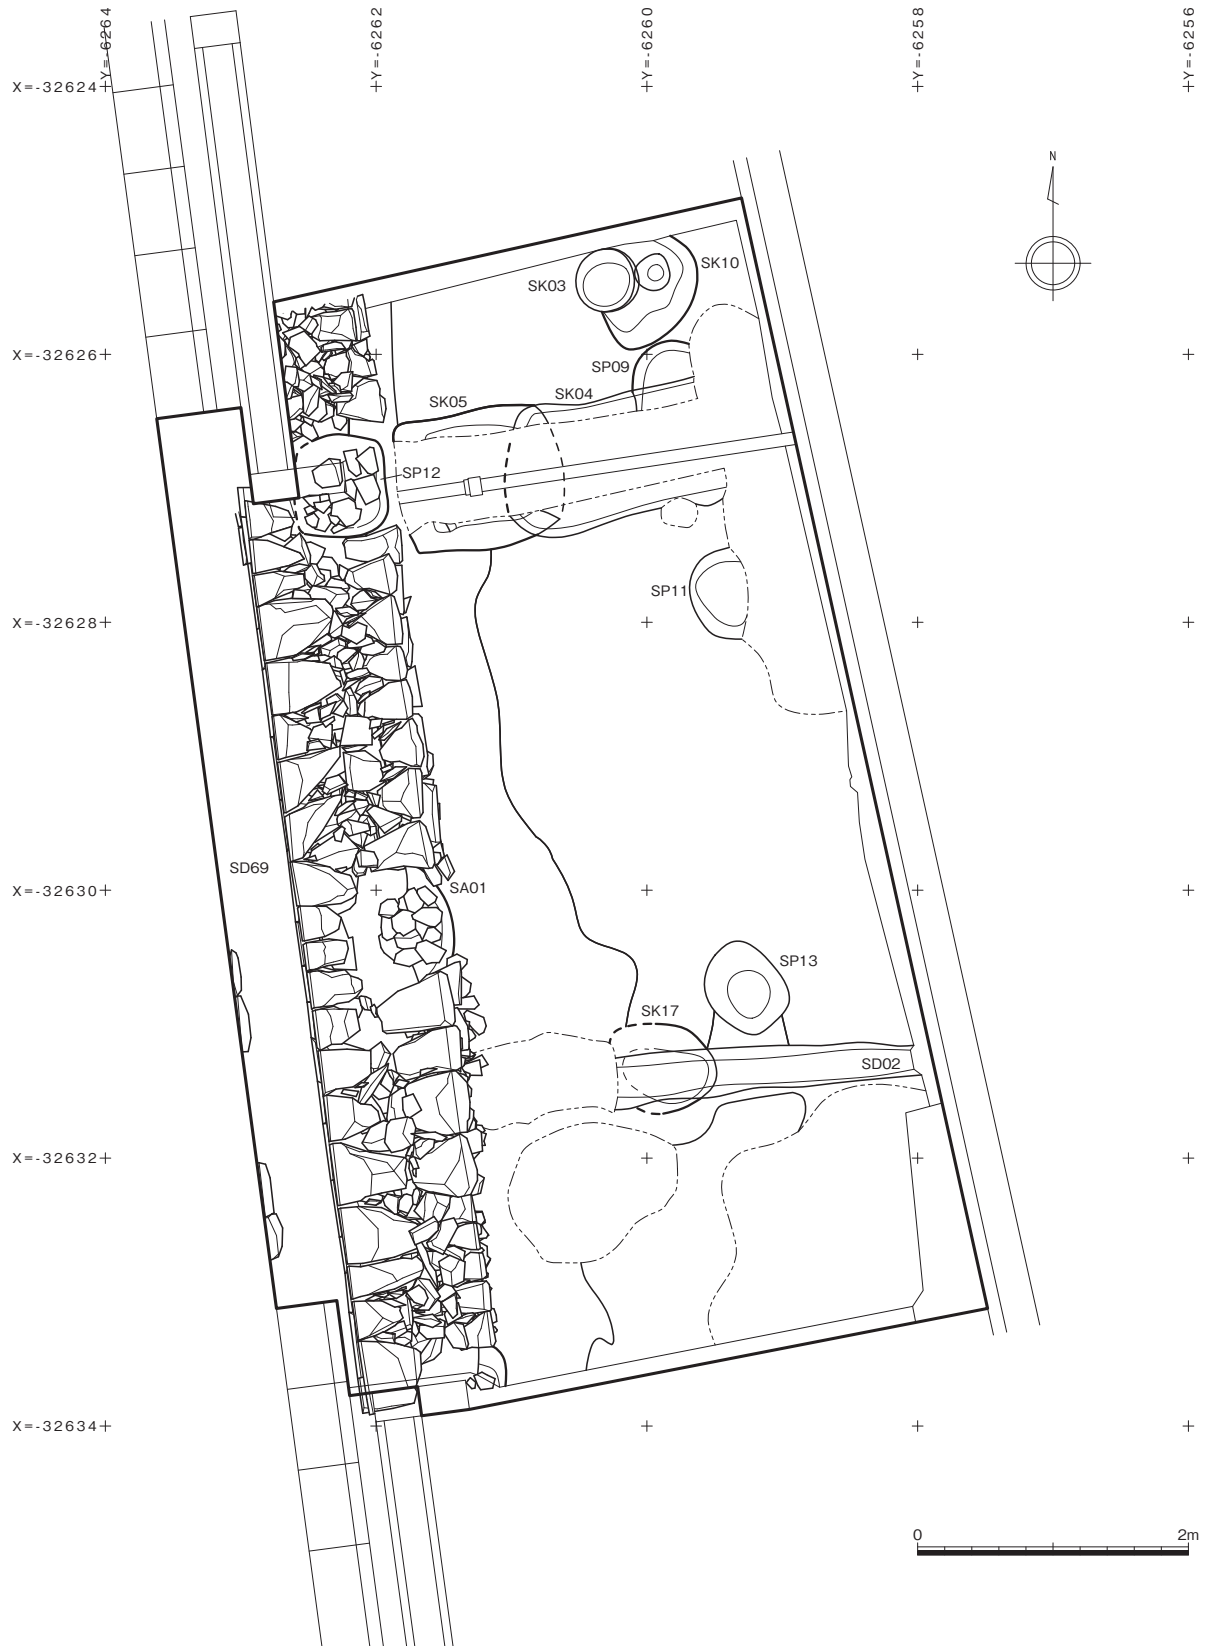 Y=-6264
Y=-6262
Y=-6260
Y=-6258
Y=-6256
X=-32624
N
SK10
SK03
X=-32626
SP09
SK04
SK05
SP12
SP11
X=-32628
SD69
SA01
X=-32630
SP13
SK17
SD02
X=-32632
X=-32634
0 2m